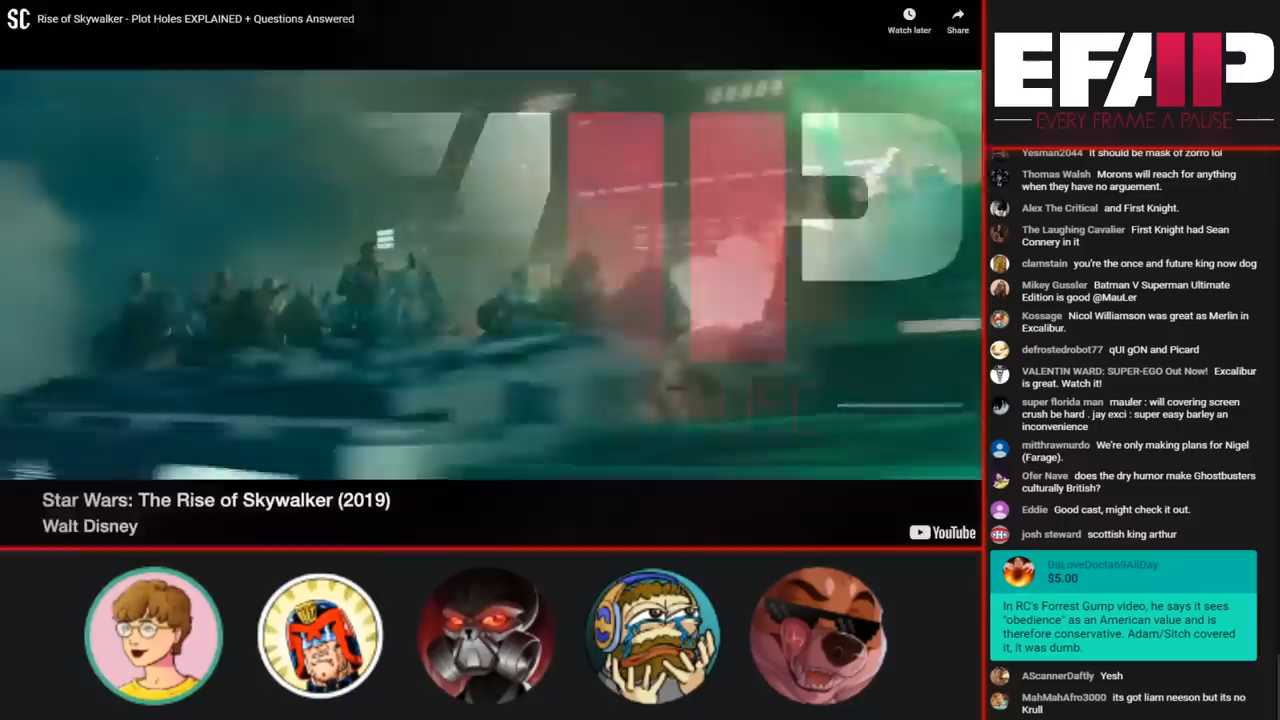 SC Rise of Skywalker - Plot Holes EXPLAINED + Questions Answered
Watch later
Share
IIP
Star Wars: The Rise of Skywalker (2019)
Walt Disney
YouTube
EFAIIP
EVERY FRAME A PAUSE
Yesman2044 It should be mask of zorro lol
Thomas Walsh Morons will reach for anything
when they have no arguement.
Alex The Critical and First Knight.
The Laughing Cavalier First Knight had Sean
Connery in it
clamstain you're the once and future king now dog
Mikey Gussler Batman V Superman Ultimate
Edition is good @MauLer
Kossage Nicol Williamson was great as Merlin in
Excalibur.
defrostedrobot77 qUI gON and Picard
VALENTIN WARD: SUPER-EGO Out Now! Excalibur
is great. Watch it!
super florida man mauler : will covering screen
crush be hard . jay exci : super easy barley an
inconvenience
mitthrawnurdo We're only making plans for Nigel
(Farage).
Ofer Nave does the dry humor make Ghostbusters
culturally British?
Eddie Good cast, might check it out.
josh steward scottish king arthur
DaLoveDocta69AllDay
$5.00
In RC's Forrest Gump video, he says it sees
"obedience" as an American value and is
therefore conservative. Adam/Sitch covered
it, it was dumb.
AScannerDaftly Yesh
MahMahAfro3000 its got liam neeson but its no
Krull